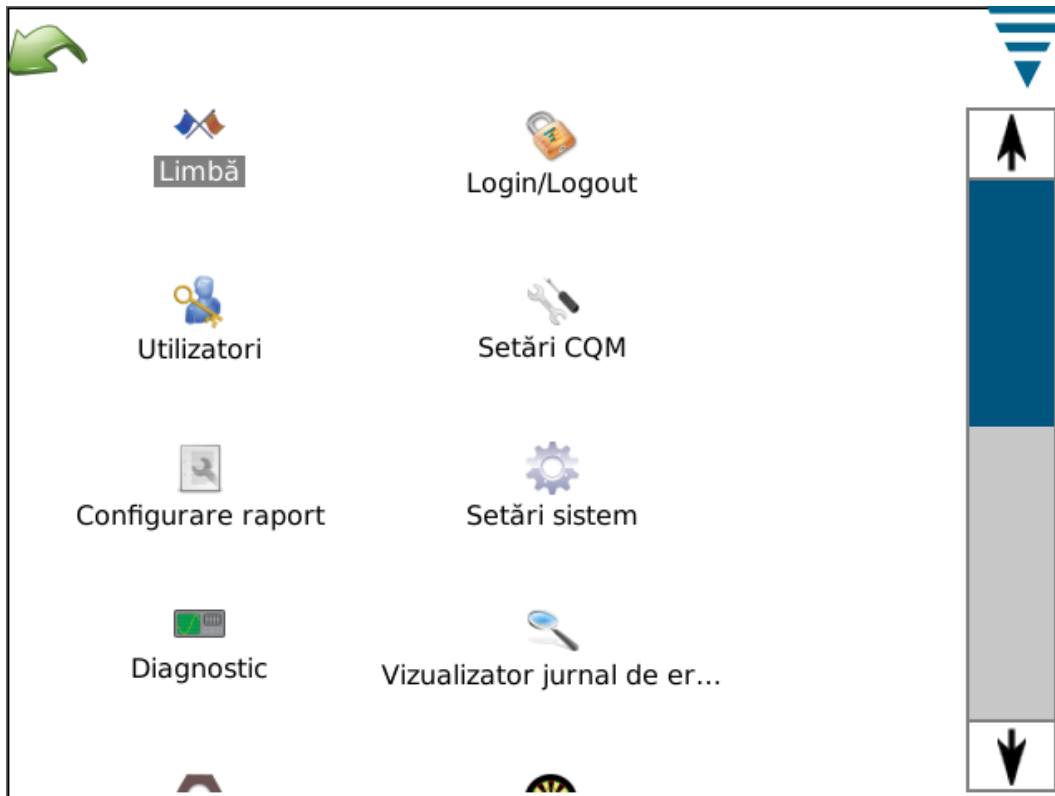 Limbă
Login/Logout
Utilizatori
Setări CQM
Configurare raport
Setări sistem
Diagnostic
Vizualizator jurnal de er...